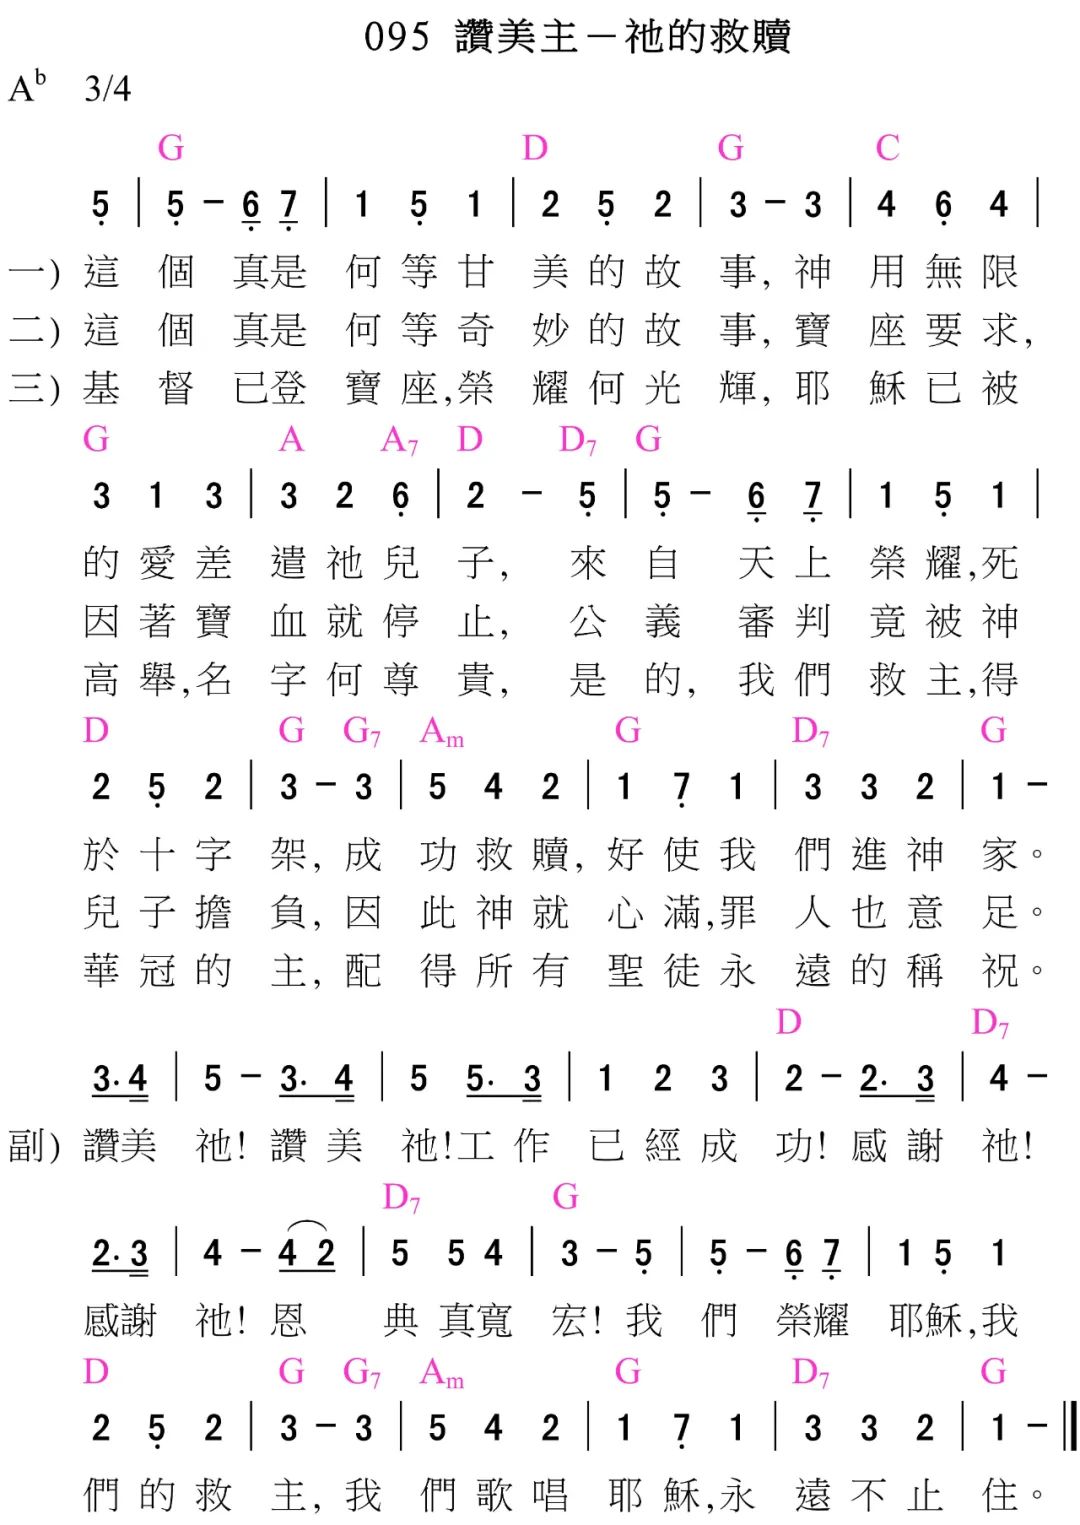 095 讚美主－祂的救贖
A♭ 3/4
G D G C
5̣ | 5̣ － 6̣ 7̣ | 1 5̣ 1 | 2 5̣ 2 | 3 － 3 | 4 6̣ 4 |
一) 這 個 真是 何 等 甘 美 的 故 事, 神 用 無 限
二) 這 個 真是 何 等 奇 妙 的 故 事, 寶 座 要 求,
三) 基 督 已登 寶 座,榮 耀 何 光 輝, 耶 穌 已 被
G A A7 D D7 G
3 1 3 | 3 2 6̣ | 2 － 5̣ | 5̣ － 6̣ 7̣ | 1 5̣ 1 |
的 愛 差 遣 祂 兒 子, 來 自 天 上 榮 耀,死
因 著 寶 血 就 停 止, 公 義 審 判 竟 被 神
高 舉,名 字 何 尊 貴, 是 的, 我 們 救 主,得
D G G7 Am G D7 G
2 5̣ 2 | 3 － 3 | 5 4 2 | 1 7̣ 1 | 3 3 2 | 1 －
於 十 字 架, 成 功 救 贖, 好 使 我 們 進 神 家。
兒 子 擔 負, 因 此 神 就 心 滿,罪 人 也 意 足。
華 冠 的 主, 配 得 所 有 聖 徒 永 遠 的 稱 祝。
D D7
3. 4 | 5 － 3. 4 | 5 5. 3 | 1 2 3 | 2 － 2. 3 | 4 －
副) 讚美 祂! 讚 美 祂!工 作 已 經 成 功! 感 謝 祂!
D7 G
2. 3 | 4 － 4 2 | 5 5 4 | 3 － 5̣ | 5̣ － 6̣ 7̣ | 1 5̣ 1
感謝 祂! 恩 典 真寬 宏! 我 們 榮耀 耶穌,我
D G G7 Am G D7 G
2 5̣ 2 | 3 － 3 | 5 4 2 | 1 7̣ 1 | 3 3 2 | 1 － ‖
們 的 救 主, 我 們 歌 唱 耶 穌,永 遠 不 止 住。